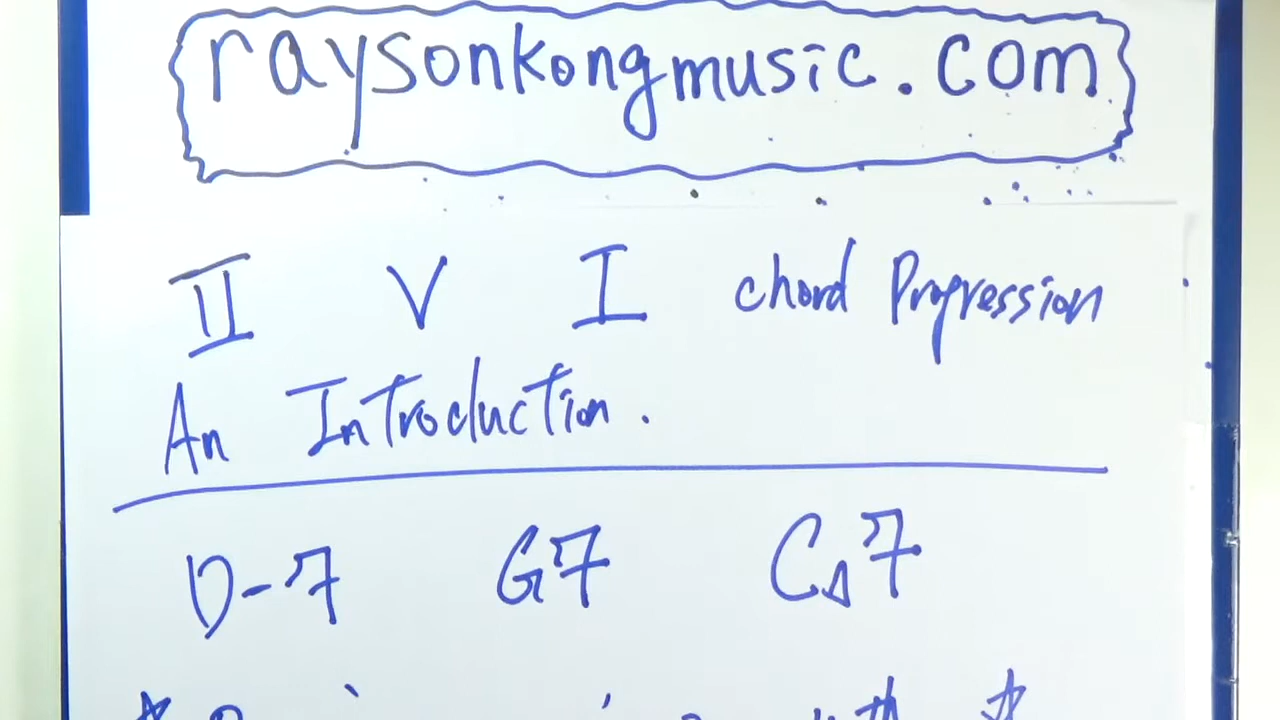 raysonkongmusic.com
II V I chord Progression
An Introduction.
D-7 G7 CΔ7